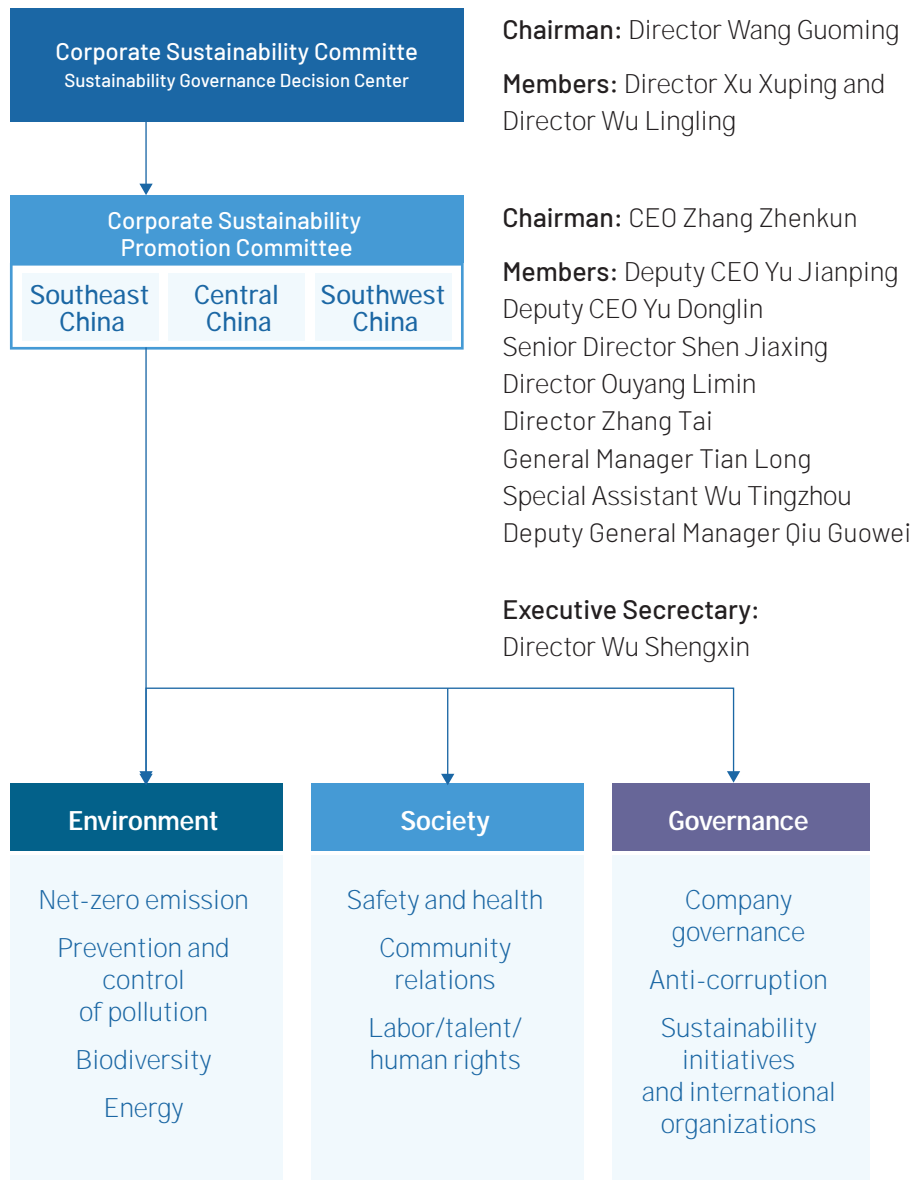 Corporate Sustainability Committe
Sustainability Governance Decision Center
Chairman: Director Wang Guoming
Members: Director Xu Xuping and
Director Wu Lingling
Corporate Sustainability
Promotion Committee
Southeast
China
Central
China
Southwest
China
Chairman: CEO Zhang Zhenkun
Members: Deputy CEO Yu Jianping
Deputy CEO Yu Donglin
Senior Director Shen Jiaxing
Director Ouyang Limin
Director Zhang Tai
General Manager Tian Long
Special Assistant Wu Tingzhou
Deputy General Manager Qiu Guowei
Executive Secrectary:
Director Wu Shengxin
Environment
Net-zero emission
Prevention and
control
of pollution
Biodiversity
Energy
Society
Safety and health
Community
relations
Labor/talent/
human rights
Governance
Company
governance
Anti-corruption
Sustainability
initiatives
and international
organizations